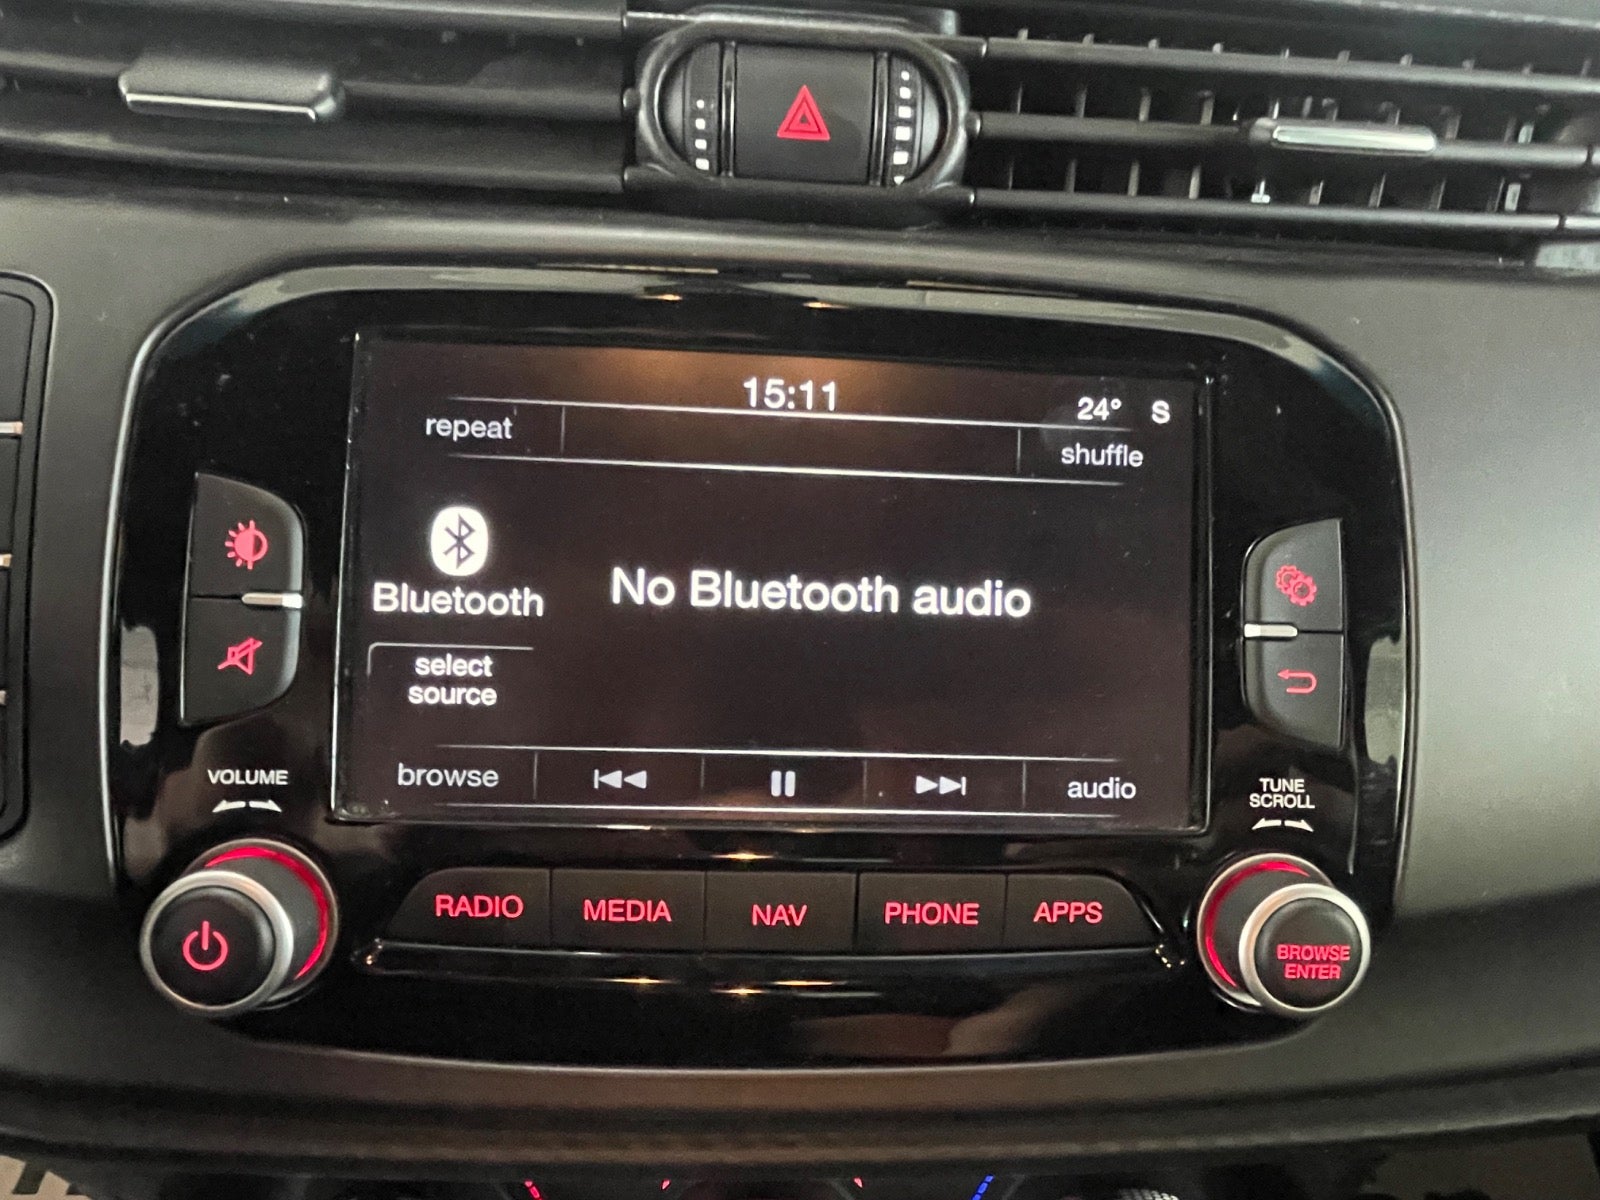 15:11
24° S
repeat
shuffle
Bluetooth
No Bluetooth audio
select
source
browse
audio
VOLUME
TUNE
SCROLL
RADIO
MEDIA
NAV
PHONE
APPS
BROWSE
ENTER